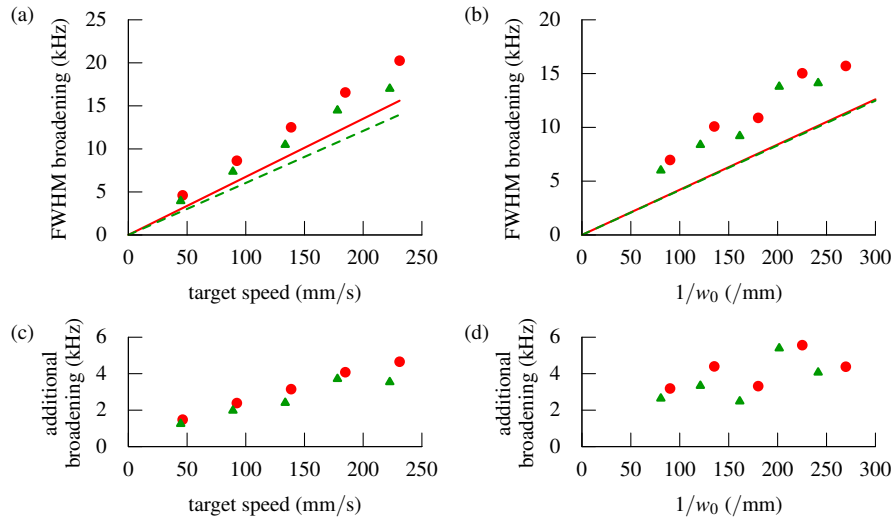 (a)
FWHM broadening (kHz)
25
20
15
10
5
0
0 50 100 150 200 250
target speed (mm/s)
(b)
FWHM broadening (kHz)
20
15
10
5
0
0 50 100 150 200 250 300
1/w0 (/mm)
(c)
additional
broadening (kHz)
6
4
2
0
0 50 100 150 200 250
target speed (mm/s)
(d)
additional
broadening (kHz)
6
4
2
0
0 50 100 150 200 250 300
1/w0 (/mm)